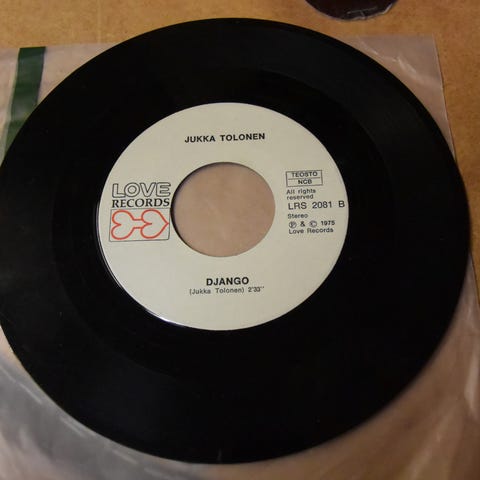 JUKKA TOLONEN
LOVE
RECORDS
TEOSTO
NCB
All rights
reserved
LRS 2081 B
Stereo
℗ & © 1975
Love Records
DJANGO
(Jukka Tolonen) 2'33"